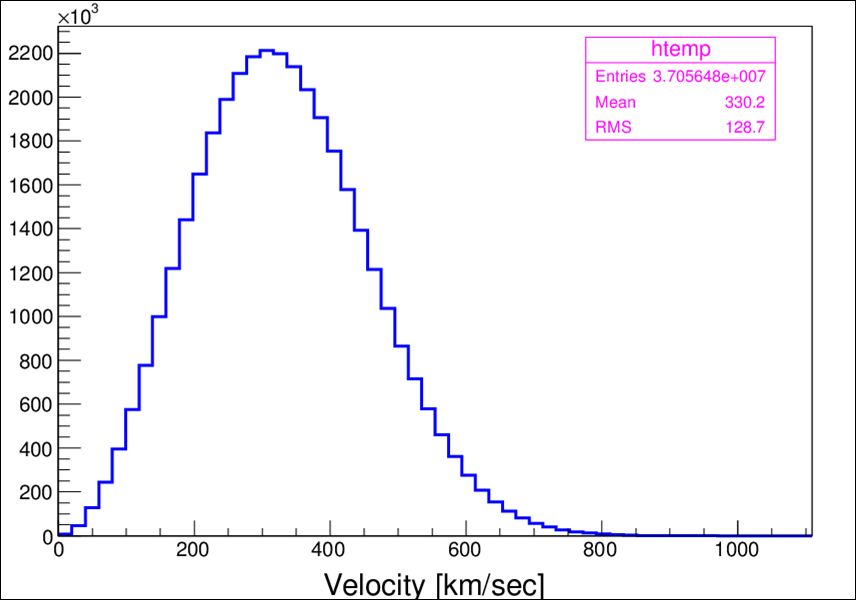 ×10³
2200
2000
1800
1600
1400
1200
1000
800
600
400
200
0
0 200 400 600 800 1000
Velocity [km/sec]
htemp
Entries 3.705648e+007
Mean 330.2
RMS 128.7